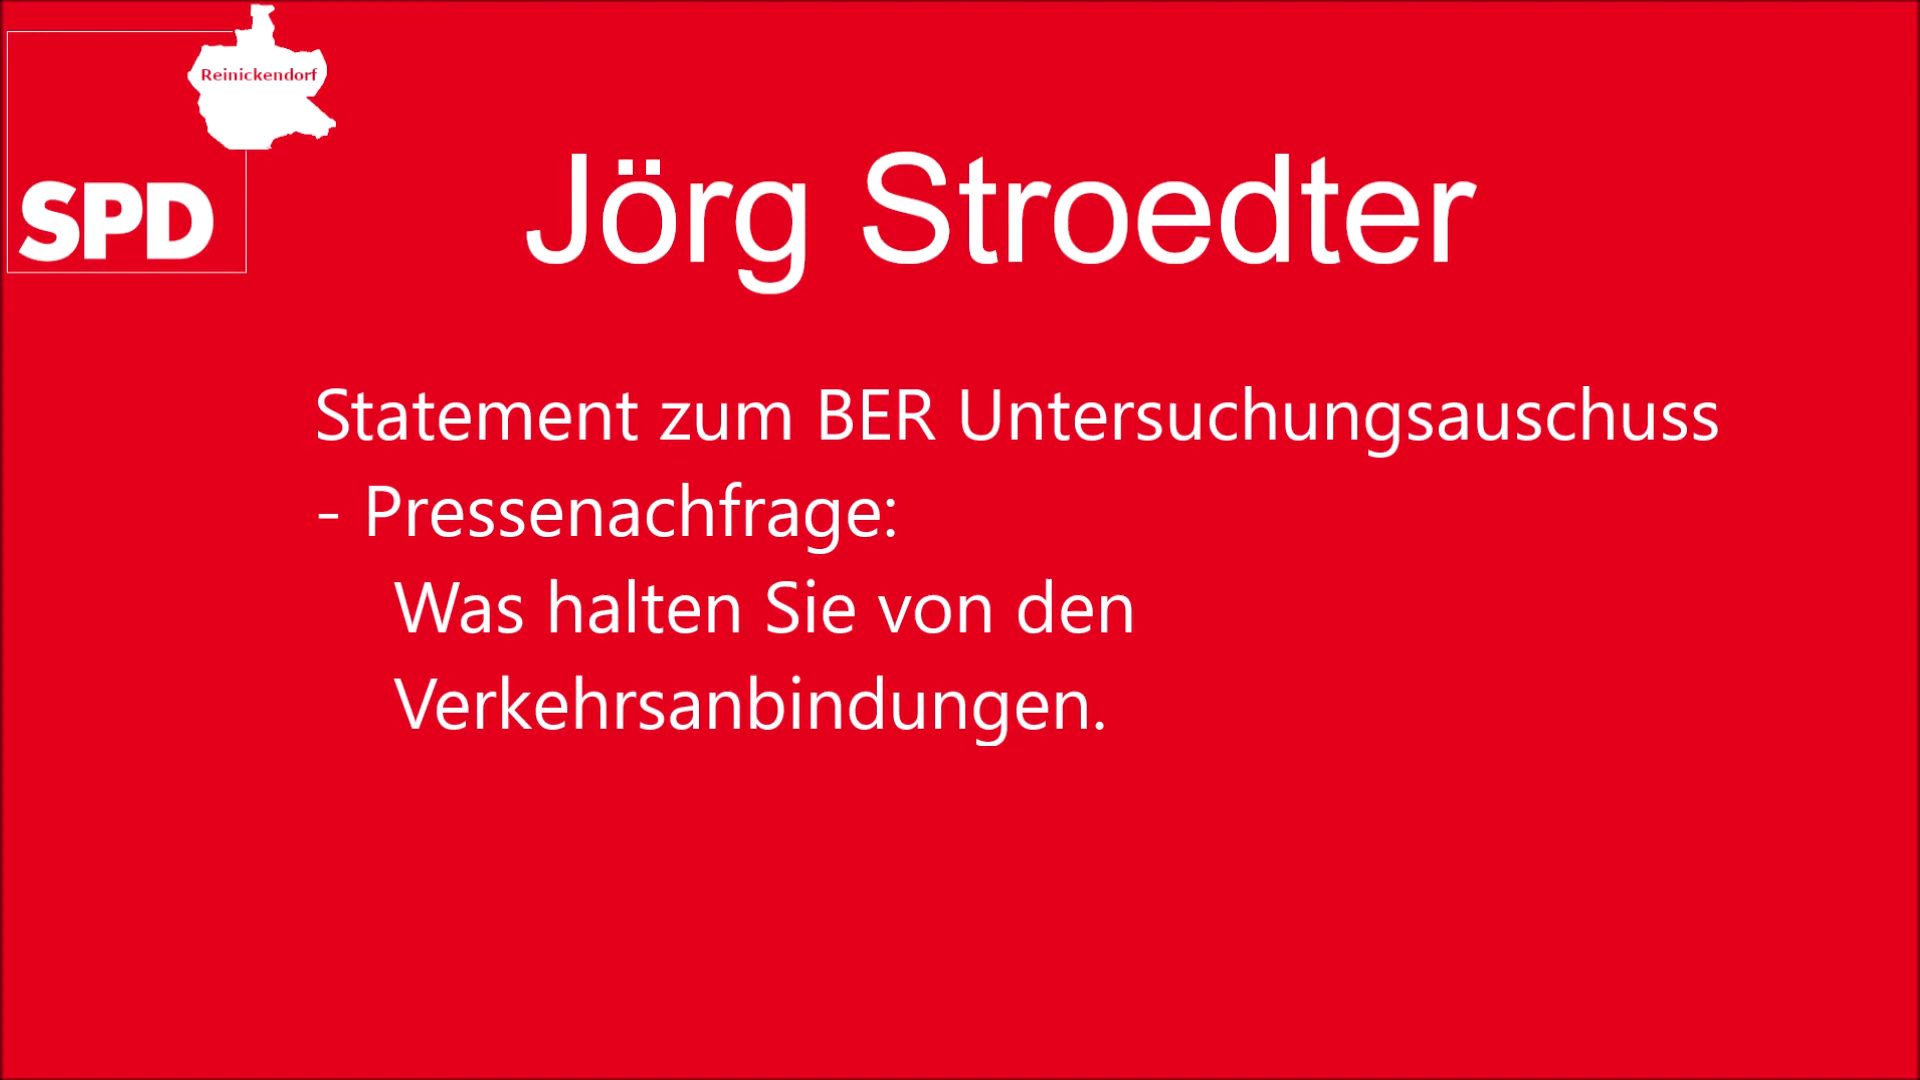 Reinickendorf
SPD
Jörg Stroedter
Statement zum BER Untersuchungsauschuss
- Pressenachfrage:
Was halten Sie von den
Verkehrsanbindungen.